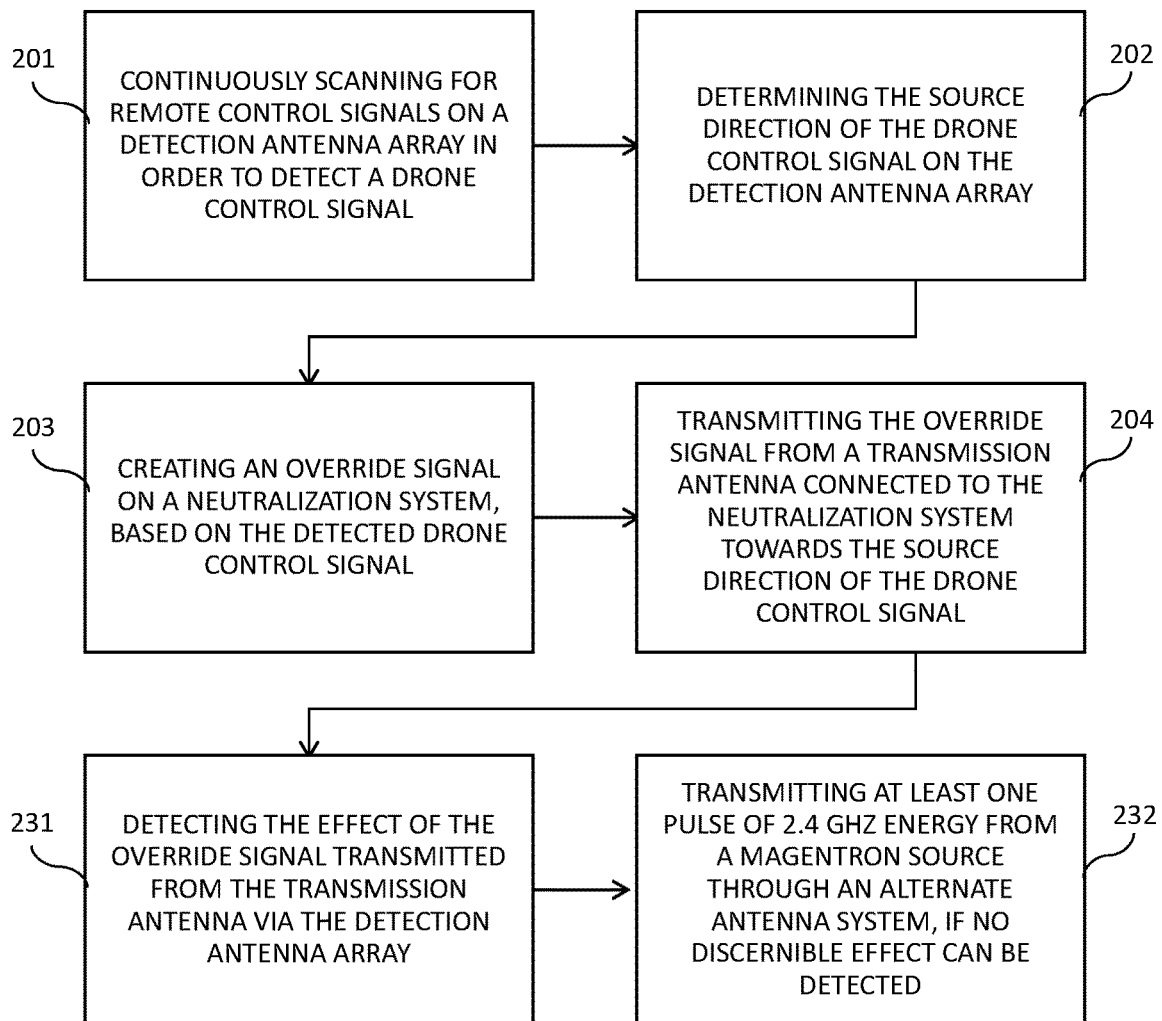 201
CONTINUOUSLY SCANNING FOR
REMOTE CONTROL SIGNALS ON A
DETECTION ANTENNA ARRAY IN
ORDER TO DETECT A DRONE
CONTROL SIGNAL
202
DETERMINING THE SOURCE
DIRECTION OF THE DRONE
CONTROL SIGNAL ON THE
DETECTION ANTENNA ARRAY
203
CREATING AN OVERRIDE SIGNAL
ON A NEUTRALIZATION SYSTEM,
BASED ON THE DETECTED DRONE
CONTROL SIGNAL
204
TRANSMITTING THE OVERRIDE
SIGNAL FROM A TRANSMISSION
ANTENNA CONNECTED TO THE
NEUTRALIZATION SYSTEM
TOWARDS THE SOURCE
DIRECTION OF THE DRONE
CONTROL SIGNAL
231
DETECTING THE EFFECT OF THE
OVERRIDE SIGNAL TRANSMITTED
FROM THE TRANSMISSION
ANTENNA VIA THE DETECTION
ANTENNA ARRAY
232
TRANSMITTING AT LEAST ONE
PULSE OF 2.4 GHZ ENERGY FROM
A MAGENTRON SOURCE
THROUGH AN ALTERNATE
ANTENNA SYSTEM, IF NO
DISCERNIBLE EFFECT CAN BE
DETECTED